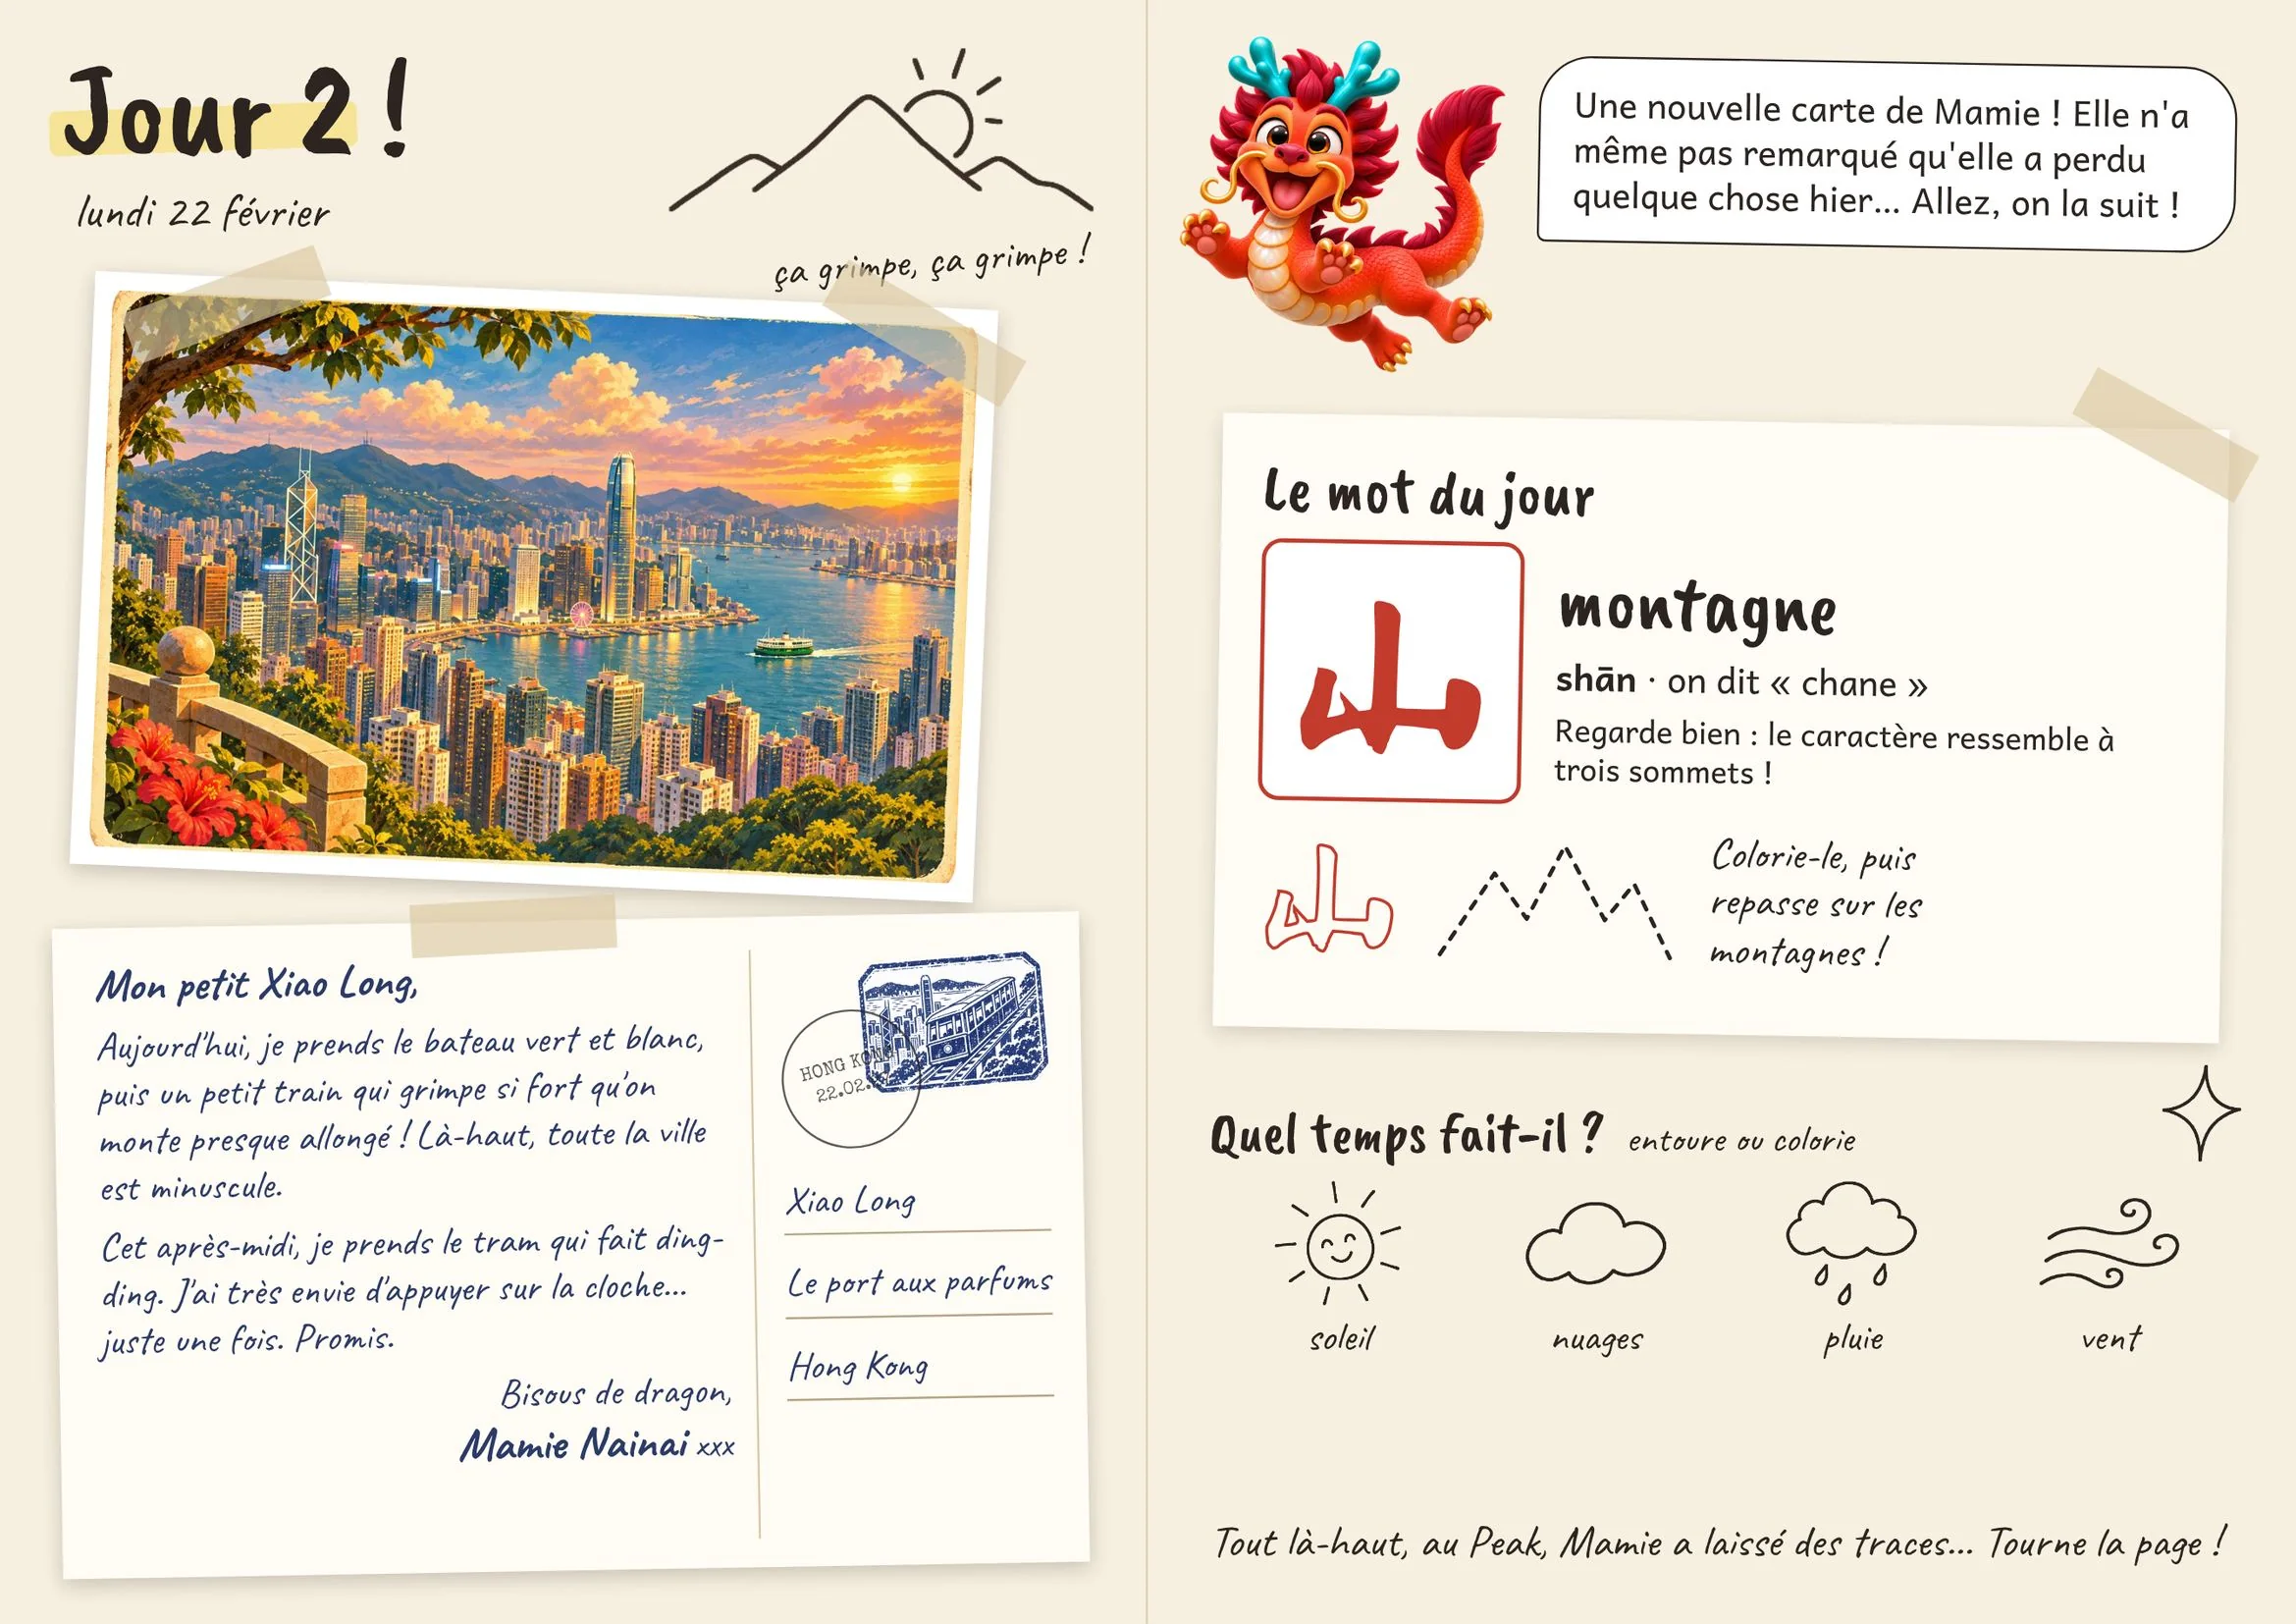 Jour 2 !
lundi 22 février
ça grimpe, ça grimpe !
Mon petit Xiao Long,
Aujourd'hui, je prends le bateau vert et blanc,
puis un petit train qui grimpe si fort qu'on
monte presque allongé ! Là-haut, toute la ville
est minuscule.
Cet après-midi, je prends le tram qui fait ding-
ding. J'ai très envie d'appuyer sur la cloche...
juste une fois. Promis.
Bisous de dragon,
Mamie Nainai xxx
HONG KONG
22.02.
Xiao Long
Le port aux parfums
Hong Kong
Une nouvelle carte de Mamie ! Elle n'a
même pas remarqué qu'elle a perdu
quelque chose hier... Allez, on la suit !
Le mot du jour
山
montagne
shān · on dit « chane »
Regarde bien : le caractère ressemble à
trois sommets !
山
Colorie-le, puis
repasse sur les
montagnes !
Quel temps fait-il ? entoure ou colorie
soleil
nuages
pluie
vent
Tout là-haut, au Peak, Mamie a laissé des traces... Tourne la page !